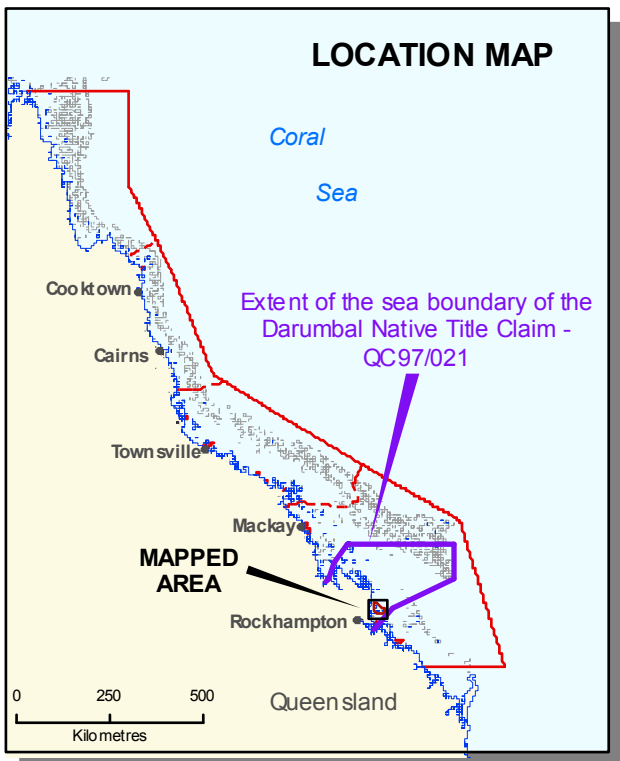 LOCATION MAP
Coral
Sea
Cooktown
Extent of the sea boundary of the
Darumbal Native Title Claim -
QC97/021
Cairns
Townsville
Mackay
MAPPED
AREA
Rockhampton
Queensland
0 250 500
Kilometres